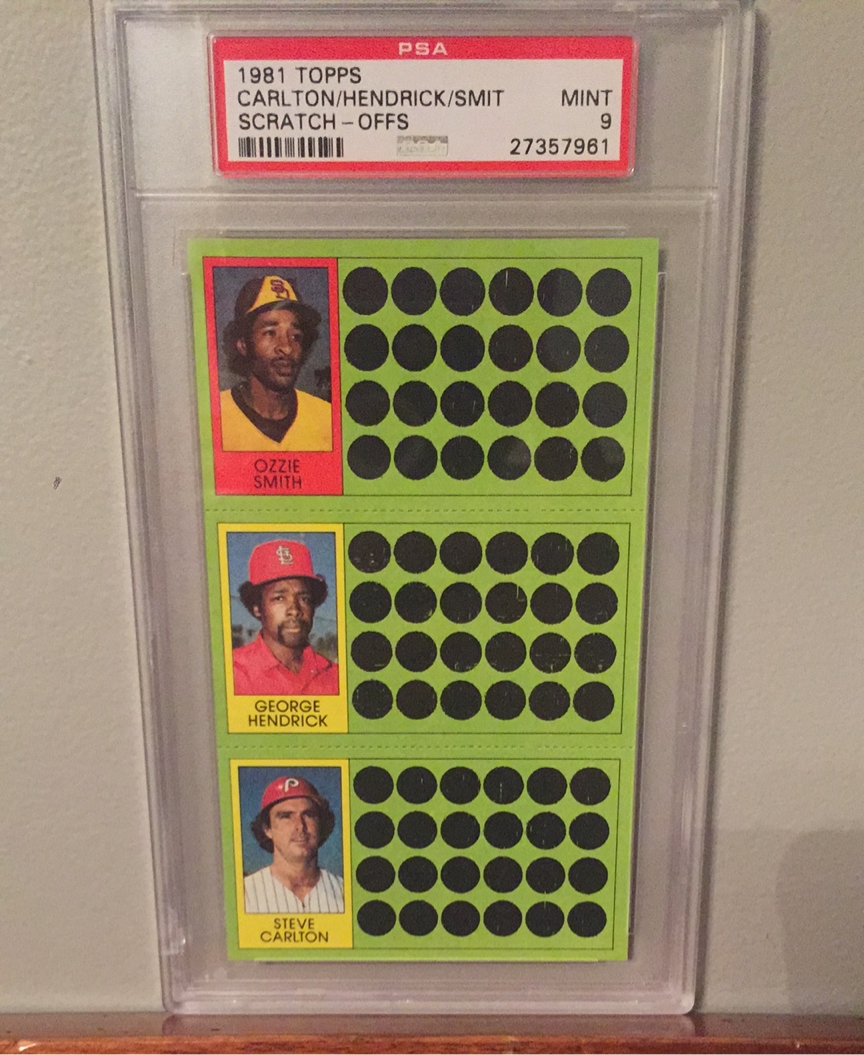 PSA
1981 TOPPS
CARLTON/HENDRICK/SMIT MINT
SCRATCH-OFFS 9
27357961
OZZIE
SMITH
GEORGE
HENDRICK
P
STEVE
CARLTON